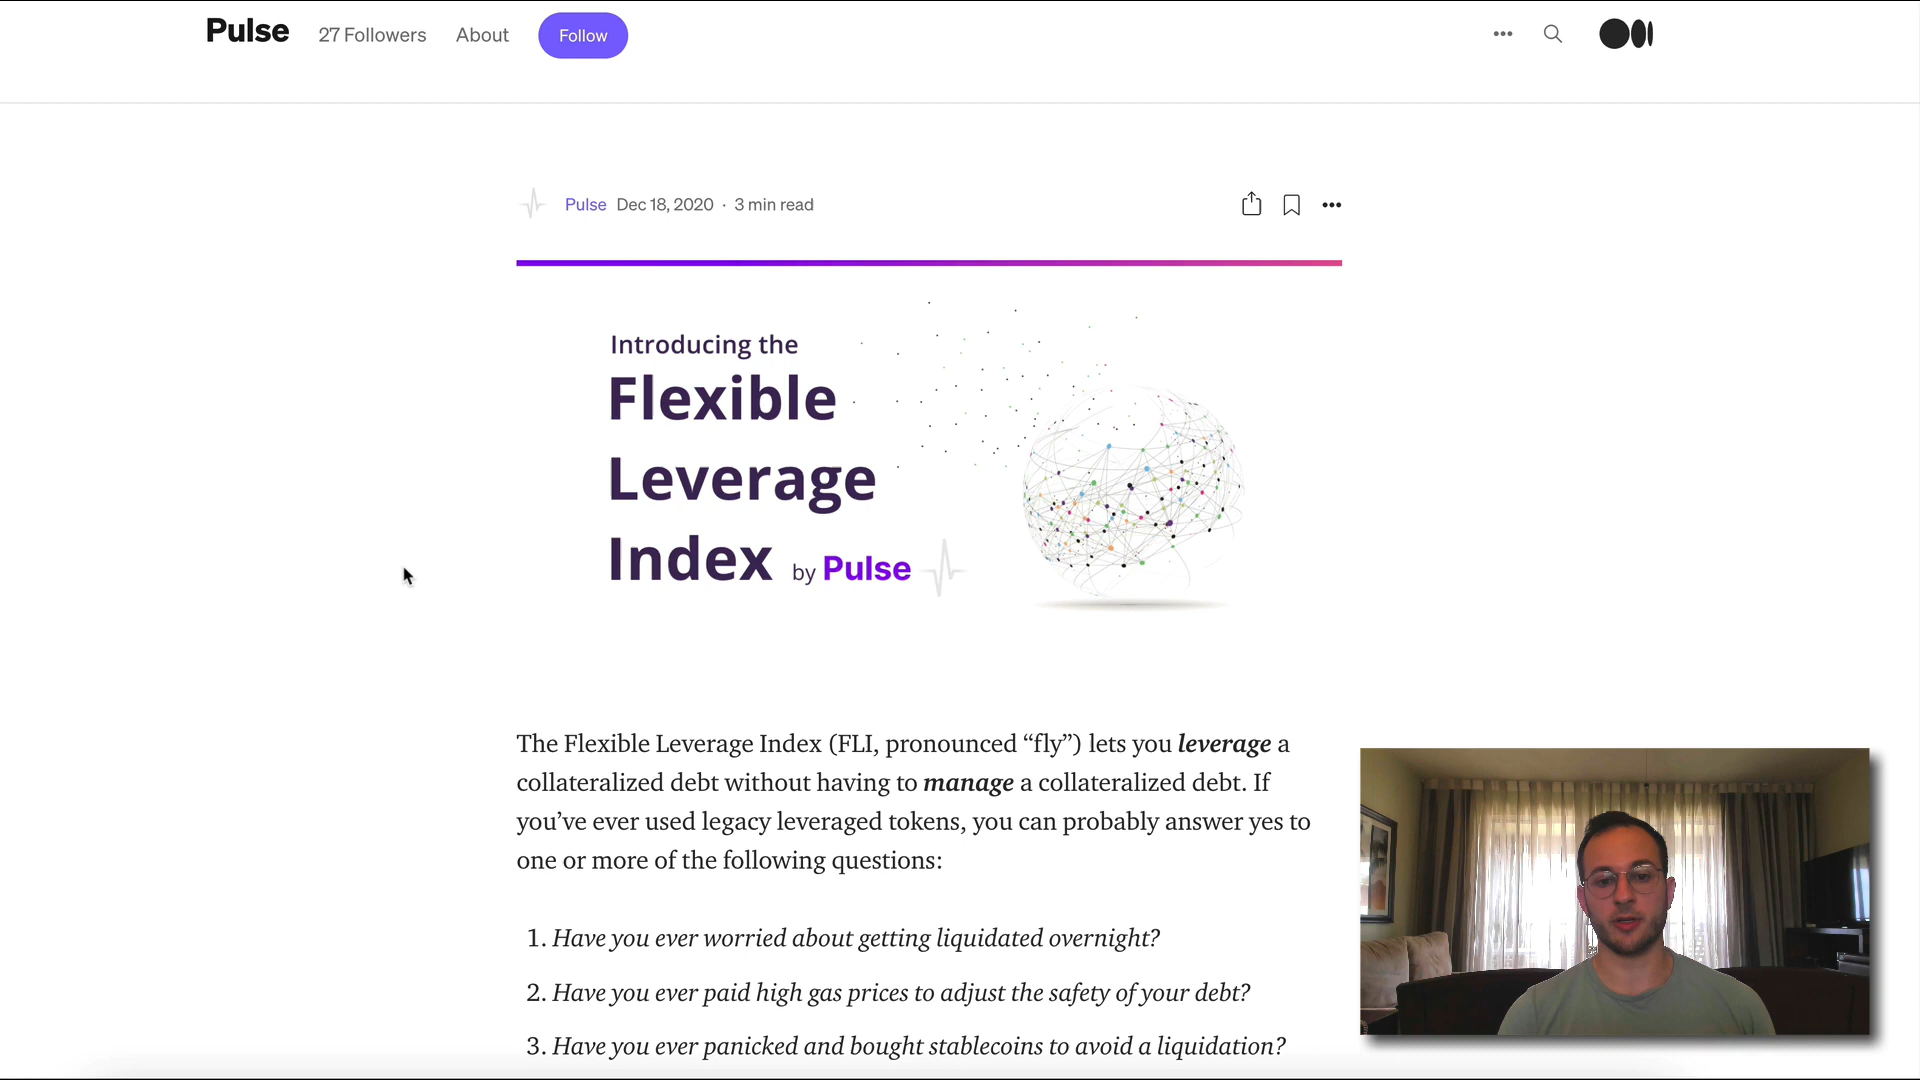 Pulse 27 Followers About Follow
Pulse Dec 18, 2020 · 3 min read
Introducing the
Flexible
Leverage
Index by Pulse
The Flexible Leverage Index (FLI, pronounced “fly”) lets you leverage a
collateralized debt without having to manage a collateralized debt. If
you’ve ever used legacy leveraged tokens, you can probably answer yes to
one or more of the following questions:
1. Have you ever worried about getting liquidated overnight?
2. Have you ever paid high gas prices to adjust the safety of your debt?
3. Have you ever panicked and bought stablecoins to avoid a liquidation?